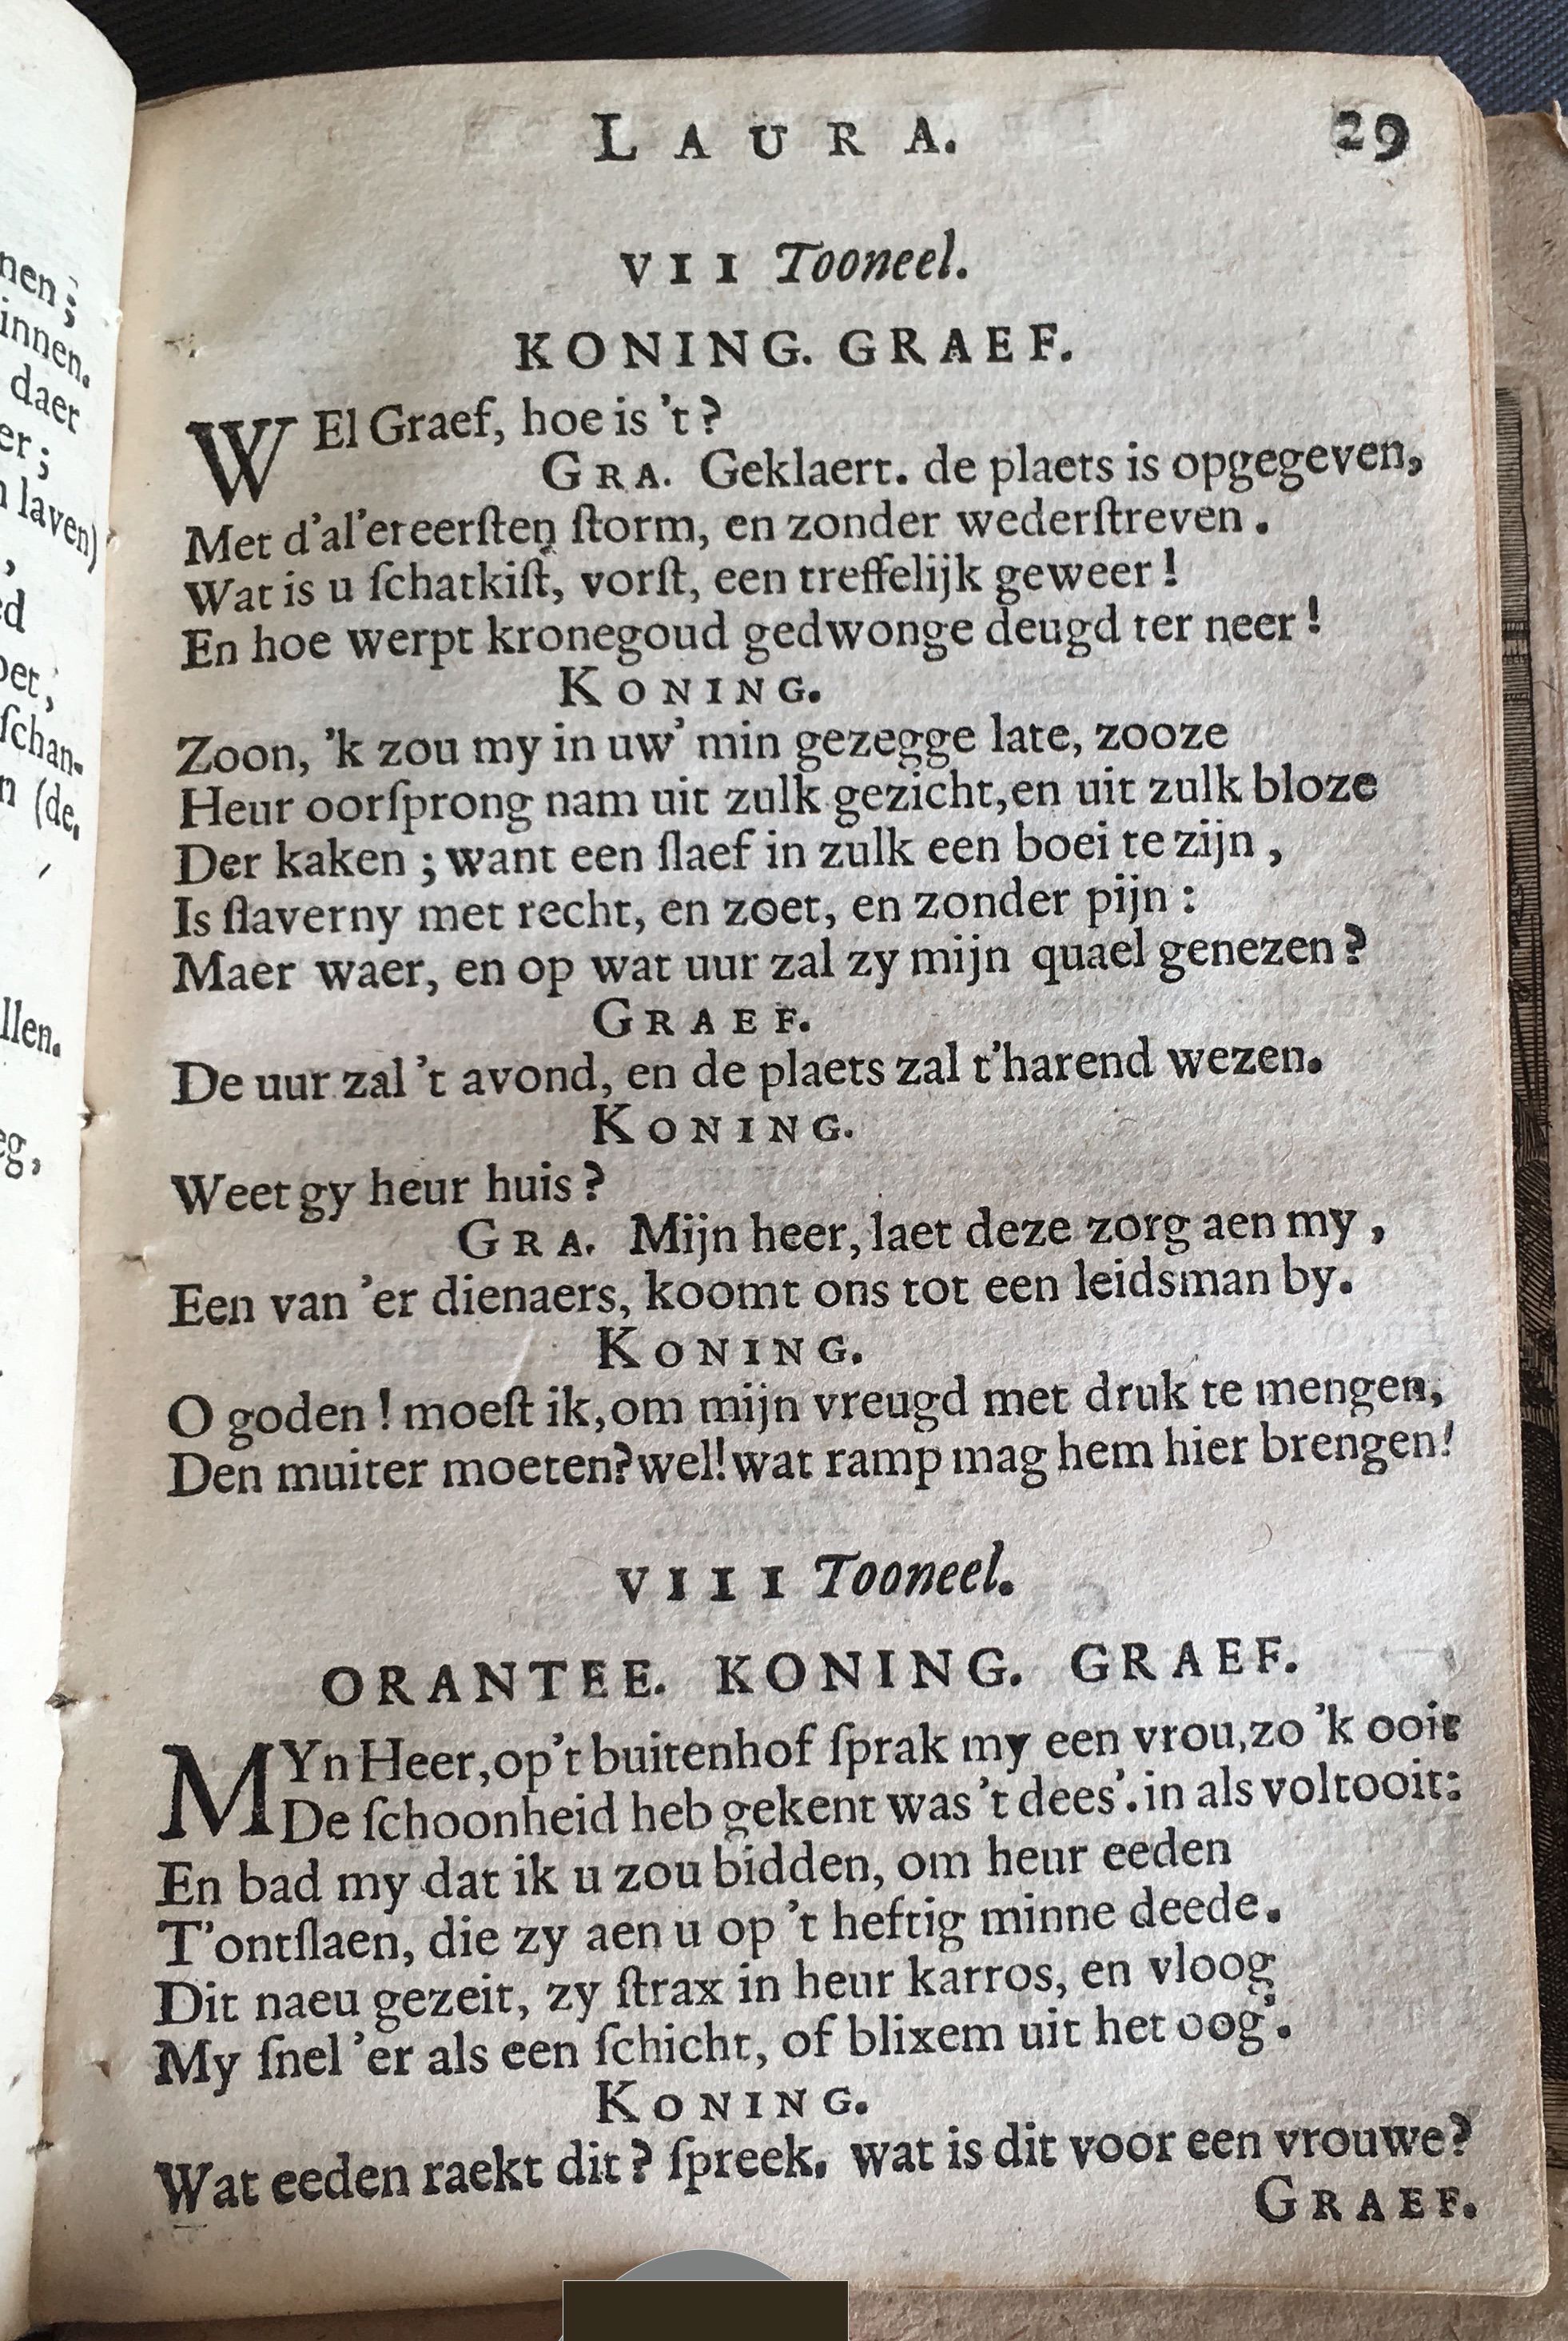 nen;
innen.
daer
er;
laven)
,
ed
oet;
ſchan-
n (de.
llen.
eg,
LAURA. 29
VII Tooneel.
KONING. GRAEF.
WEl Graef, hoe is 't?
GRA. Geklaert. de plaets is opgegeven,
Met d'al'ereerſten ſtorm, en zonder wederſtreven.
Wat is u ſchatkiſt, vorſt, een treffelijk geweer!
En hoe werpt kronegoud gedwonge deugd ter neer!
KONING.
Zoon, 'k zou my in uw' min gezegge late, zooze
Heur oorſprong nam uit zulk gezicht, en uit zulk bloze
Der kaken; want een ſlaef in zulk een boei te zijn,
Is ſlaverny met recht, en zoet, en zonder pijn:
Maer waer, en op wat uur zal zy mijn quael genezen?
GRAEF.
De uur zal 't avond, en de plaets zal t'harend wezen.
KONING.
Weet gy heur huis?
GRA. Mijn heer, laet deze zorg aen my,
Een van 'er dienaers, koomt ons tot een leidsman by.
KONING.
O goden! moeſt ik, om mijn vreugd met druk te mengen,
Den muiter moeten? wel! wat ramp mag hem hier brengen!
VIII Tooneel.
ORANTEE. KONING. GRAEF.
MYn Heer, op't buitenhof ſprak my een vrou, zo 'k ooit
De ſchoonheid heb gekent was 't dees'. in als voltooit:
En bad my dat ik u zou bidden, om heur eeden
T'ontſlaen, die zy aen u op 't heftig minne deede.
Dit naeu gezeit, zy ſtrax in heur karros, en vloog
My ſnel 'er als een ſchicht, of blixem uit het oog'.
KONING.
Wat eeden raekt dit? ſpreek. wat is dit voor een vrouwe?
GRAEF.